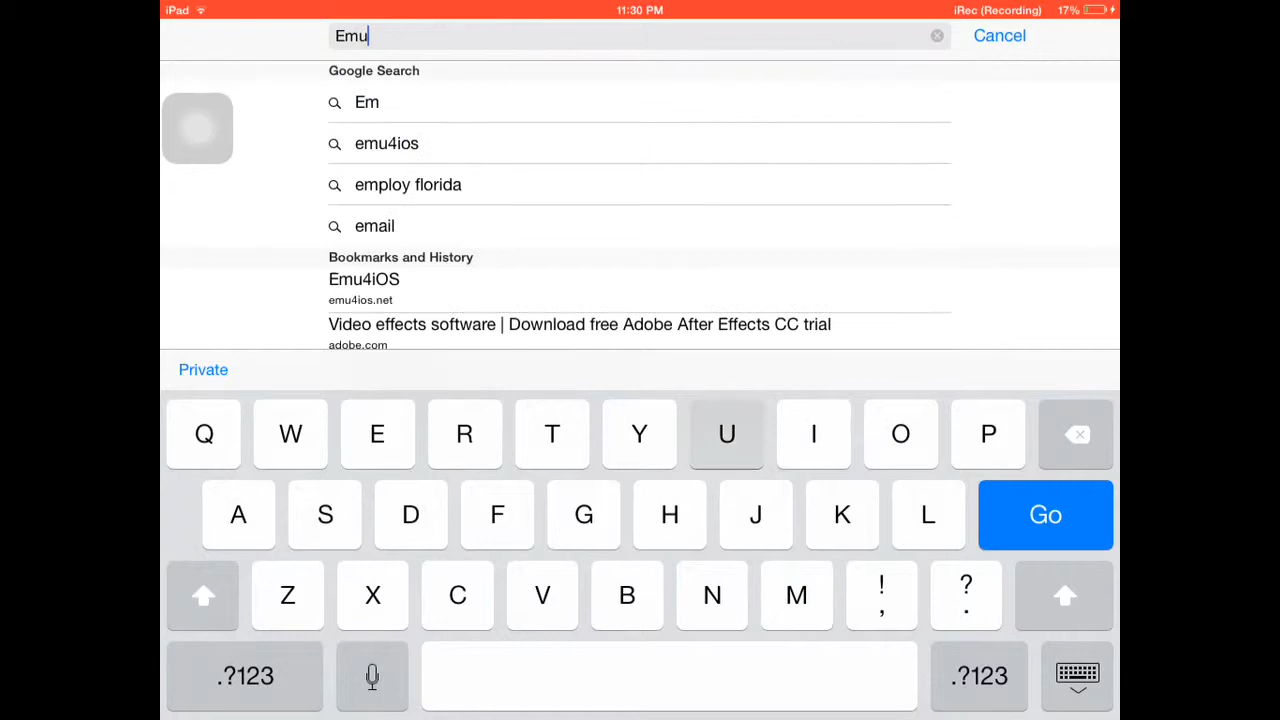 iPad 11:30 PM iRec (Recording) 17%
Emu Cancel
Google Search
Em
emu4ios
employ florida
email
Bookmarks and History
Emu4iOS
emu4ios.net
Video effects software | Download free Adobe After Effects CC trial
adobe.com
Private
Q W E R T Y U I O P
A S D F G H J K L Go
Z X C V B N M ! , ? .
.?123 .?123